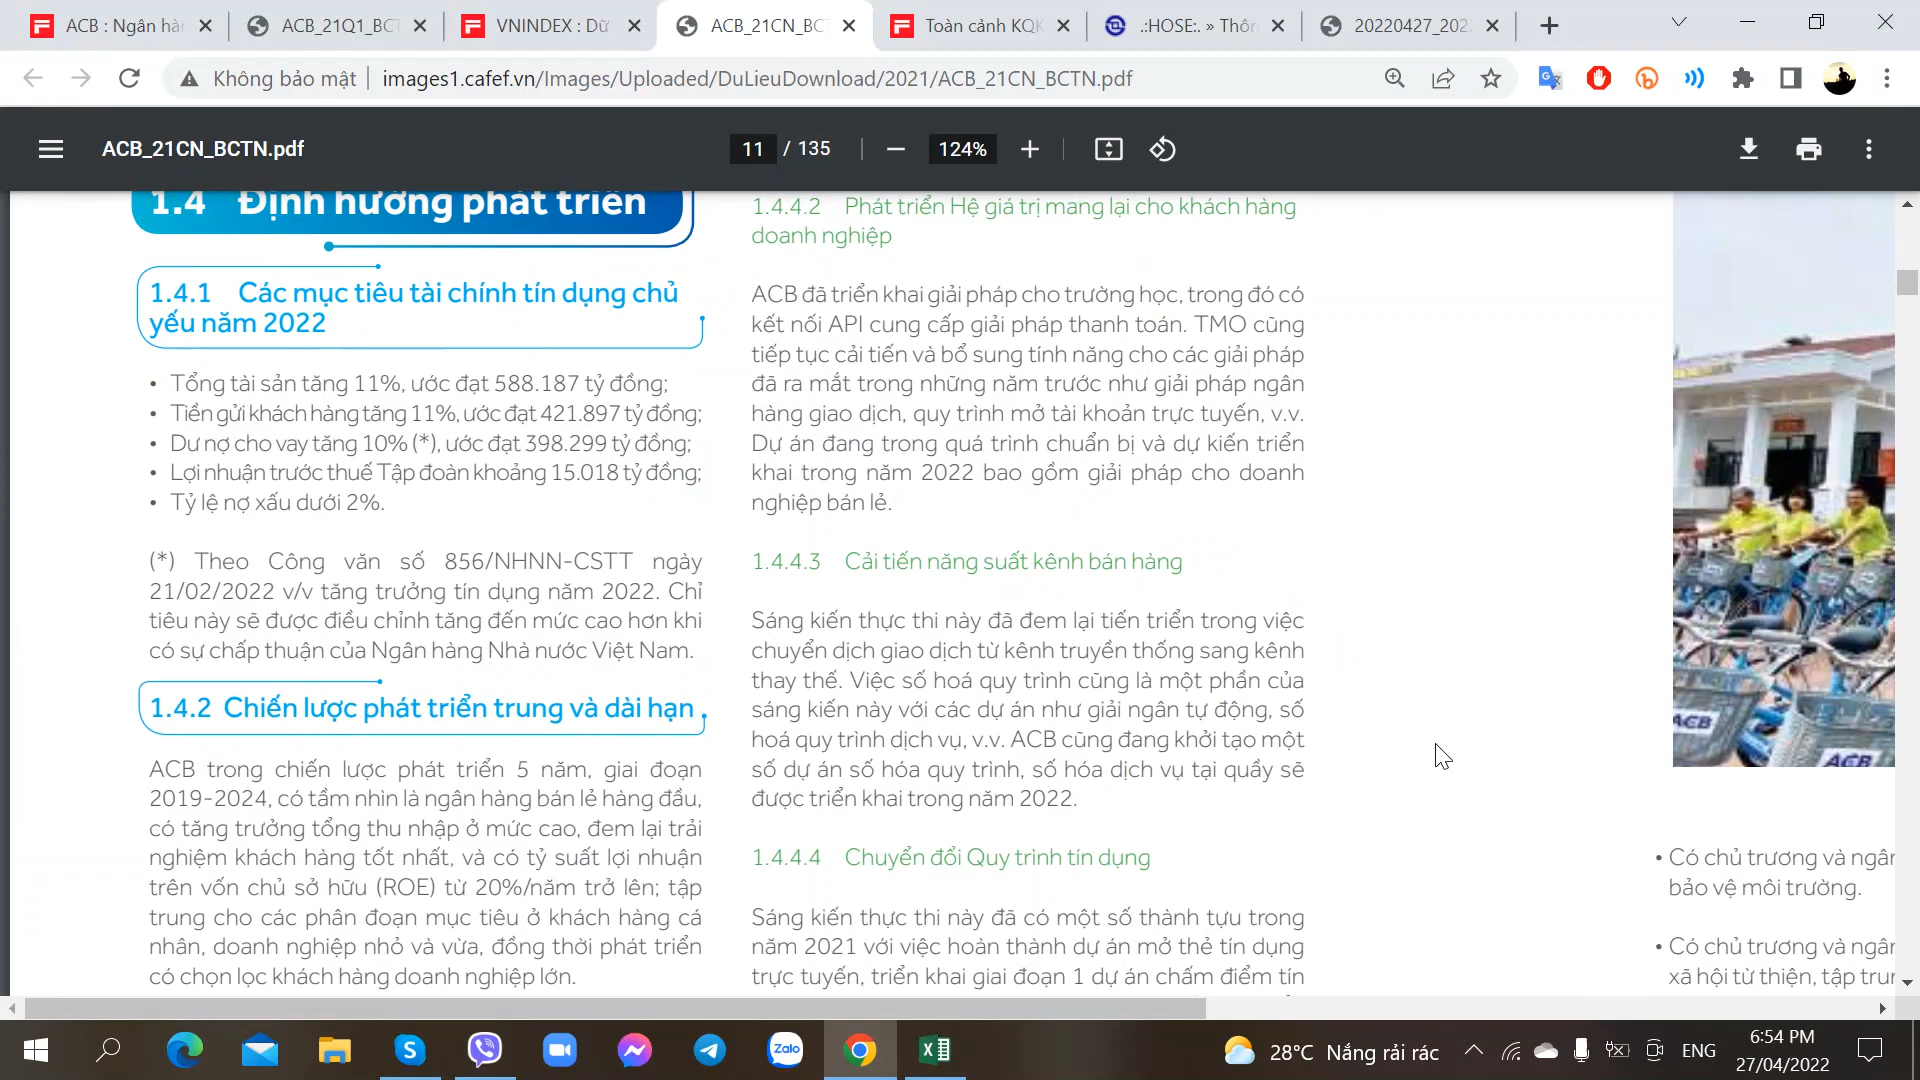 ACB : Ngân hà
ACB_21Q1_BC
VNINDEX : Dữ
ACB_21CN_BC
Toàn cảnh KQK
.:HOSE:. » Thôn
20220427_202
Không bảo mật
images1.cafef.vn/Images/Uploaded/DuLieuDownload/2021/ACB_21CN_BCTN.pdf
ACB_21CN_BCTN.pdf
11 / 135
124%
1.4 Định hướng phát triển
1.4.1 Các mục tiêu tài chính tín dụng chủ
yếu năm 2022
• Tổng tài sản tăng 11%, ước đạt 588.187 tỷ đồng;
• Tiền gửi khách hàng tăng 11%, ước đạt 421.897 tỷ đồng;
• Dư nợ cho vay tăng 10% (*), ước đạt 398.299 tỷ đồng;
• Lợi nhuận trước thuế Tập đoàn khoảng 15.018 tỷ đồng;
• Tỷ lệ nợ xấu dưới 2%.
(*) Theo Công văn số 856/NHNN-CSTT ngày
21/02/2022 v/v tăng trưởng tín dụng năm 2022. Chỉ
tiêu này sẽ được điều chỉnh tăng đến mức cao hơn khi
có sự chấp thuận của Ngân hàng Nhà nước Việt Nam.
1.4.2 Chiến lược phát triển trung và dài hạn
ACB trong chiến lược phát triển 5 năm, giai đoạn
2019-2024, có tầm nhìn là ngân hàng bán lẻ hàng đầu,
có tăng trưởng tổng thu nhập ở mức cao, đem lại trải
nghiệm khách hàng tốt nhất, và có tỷ suất lợi nhuận
trên vốn chủ sở hữu (ROE) từ 20%/năm trở lên; tập
trung cho các phân đoạn mục tiêu ở khách hàng cá
nhân, doanh nghiệp nhỏ và vừa, đồng thời phát triển
có chọn lọc khách hàng doanh nghiệp lớn.
1.4.4.2 Phát triển Hệ giá trị mang lại cho khách hàng
doanh nghiệp
ACB đã triển khai giải pháp cho trường học, trong đó có
kết nối API cung cấp giải pháp thanh toán. TMO cũng
tiếp tục cải tiến và bổ sung tính năng cho các giải pháp
đã ra mắt trong những năm trước như giải pháp ngân
hàng giao dịch, quy trình mở tài khoản trực tuyến, v.v.
Dự án đang trong quá trình chuẩn bị và dự kiến triển
khai trong năm 2022 bao gồm giải pháp cho doanh
nghiệp bán lẻ.
1.4.4.3 Cải tiến năng suất kênh bán hàng
Sáng kiến thực thi này đã đem lại tiến triển trong việc
chuyển dịch giao dịch từ kênh truyền thống sang kênh
thay thế. Việc số hoá quy trình cũng là một phần của
sáng kiến này với các dự án như giải ngân tự động, số
hoá quy trình dịch vụ, v.v. ACB cũng đang khởi tạo một
số dự án số hóa quy trình, số hóa dịch vụ tại quầy sẽ
được triển khai trong năm 2022.
1.4.4.4 Chuyển đổi Quy trình tín dụng
Sáng kiến thực thi này đã có một số thành tựu trong
năm 2021 với việc hoàn thành dự án mở thẻ tín dụng
trực tuyến, triển khai giai đoạn 1 dự án chấm điểm tín
ACB
ACB
• Có chủ trương và ngân
bảo vệ môi trường.
• Có chủ trương và ngân
xã hội từ thiện, tập trun
Zalo
28°C Nắng rải rác
ENG
6:54 PM
27/04/2022